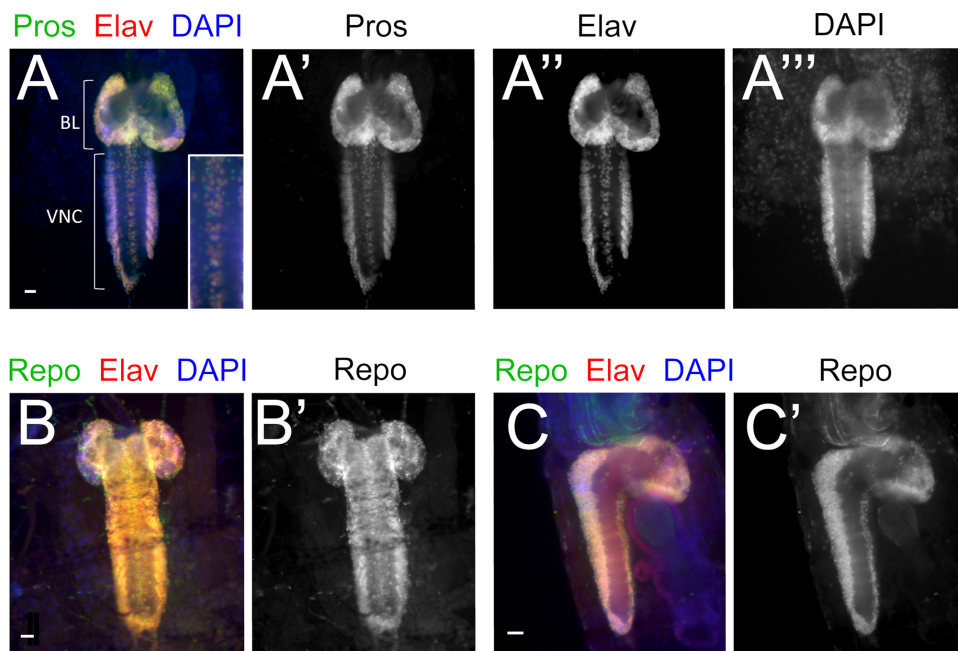 Pros Elav DAPI Pros Elav DAPI
A A' A'' A'''
BL
VNC
Repo Elav DAPI Repo Repo Elav DAPI Repo
B B' C C'